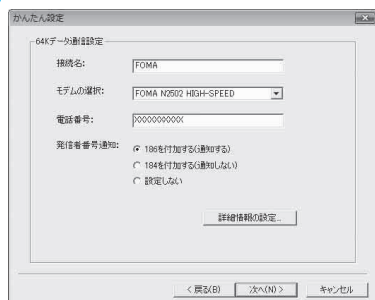 かんたん設定
64Kデータ通信設定
接続名: FOMA
モデムの選択: FOMA N2502 HIGH-SPEED
電話番号: XXXXXXXXXX
発信者番号通知: 186を付加する(通知する)
184を付加する(通知しない)
設定しない
詳細情報の設定...
< 戻る(B) 次へ(N) > キャンセル